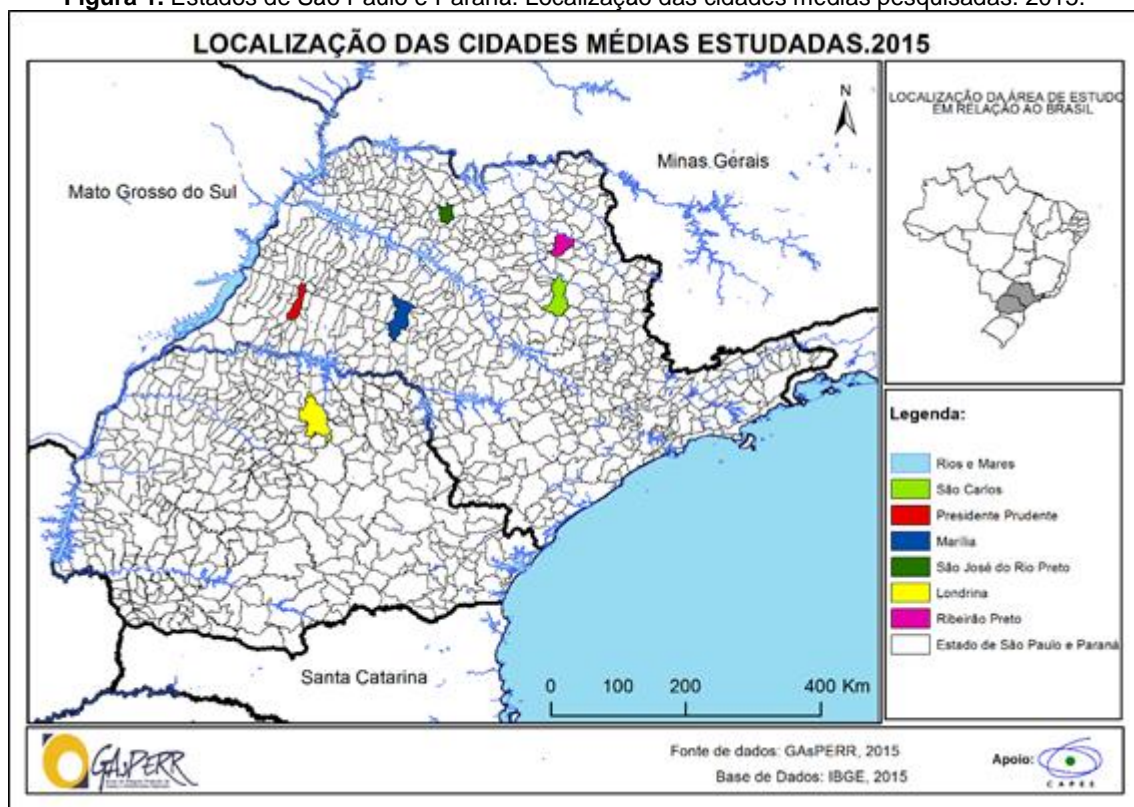 Figura 1. Estados de São Paulo e Paraná. Localização das cidades médias pesquisadas. 2015.
LOCALIZAÇÃO DAS CIDADES MÉDIAS ESTUDADAS.2015
LOCALIZAÇÃO DA ÁREA DE ESTUDO
EM RELAÇÃO AO BRASIL
N
Minas Gerais
Mato Grosso do Sul
Santa Catarina
0 100 200 400 Km
Legenda:
Rios e Mares
São Carlos
Presidente Prudente
Marília
São José do Rio Preto
Londrina
Ribeirão Preto
Estado de São Paulo e Paraná
GAsPERR
Fonte de dados: GAsPERR, 2015
Base de Dados: IBGE, 2015
Apoio:
CAPES